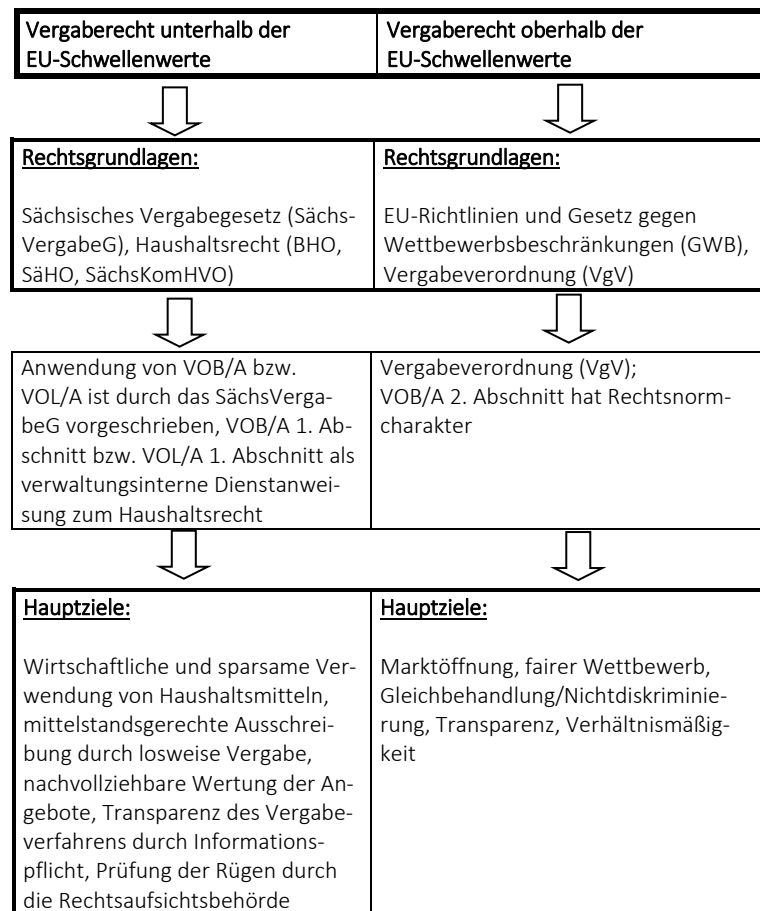 Vergaberecht unterhalb der
EU-Schwellenwerte
Vergaberecht oberhalb der
EU-Schwellenwerte
Rechtsgrundlagen:
Sächsisches Vergabegesetz (Sächs-
VergabeG), Haushaltsrecht (BHO,
SäHO, SächsKomHVO)
Rechtsgrundlagen:
EU-Richtlinien und Gesetz gegen
Wettbewerbsbeschränkungen (GWB),
Vergabeverordnung (VgV)
Anwendung von VOB/A bzw.
VOL/A ist durch das SächsVerga-
beG vorgeschrieben, VOB/A 1. Ab-
schnitt bzw. VOL/A 1. Abschnitt als
verwaltungsinterne Dienstanwei-
sung zum Haushaltsrecht
Vergabeverordnung (VgV);
VOB/A 2. Abschnitt hat Rechtsnorm-
charakter
Hauptziele:
Wirtschaftliche und sparsame Ver-
wendung von Haushaltsmitteln,
mittelstandsgerechte Ausschrei-
bung durch losweise Vergabe,
nachvollziehbare Wertung der An-
gebote, Transparenz des Vergabe-
verfahrens durch Informations-
pflicht, Prüfung der Rügen durch
die Rechtsaufsichtsbehörde
Hauptziele:
Marktöffnung, fairer Wettbewerb,
Gleichbehandlung/Nichtdiskriminie-
rung, Transparenz, Verhältnismäßig-
keit